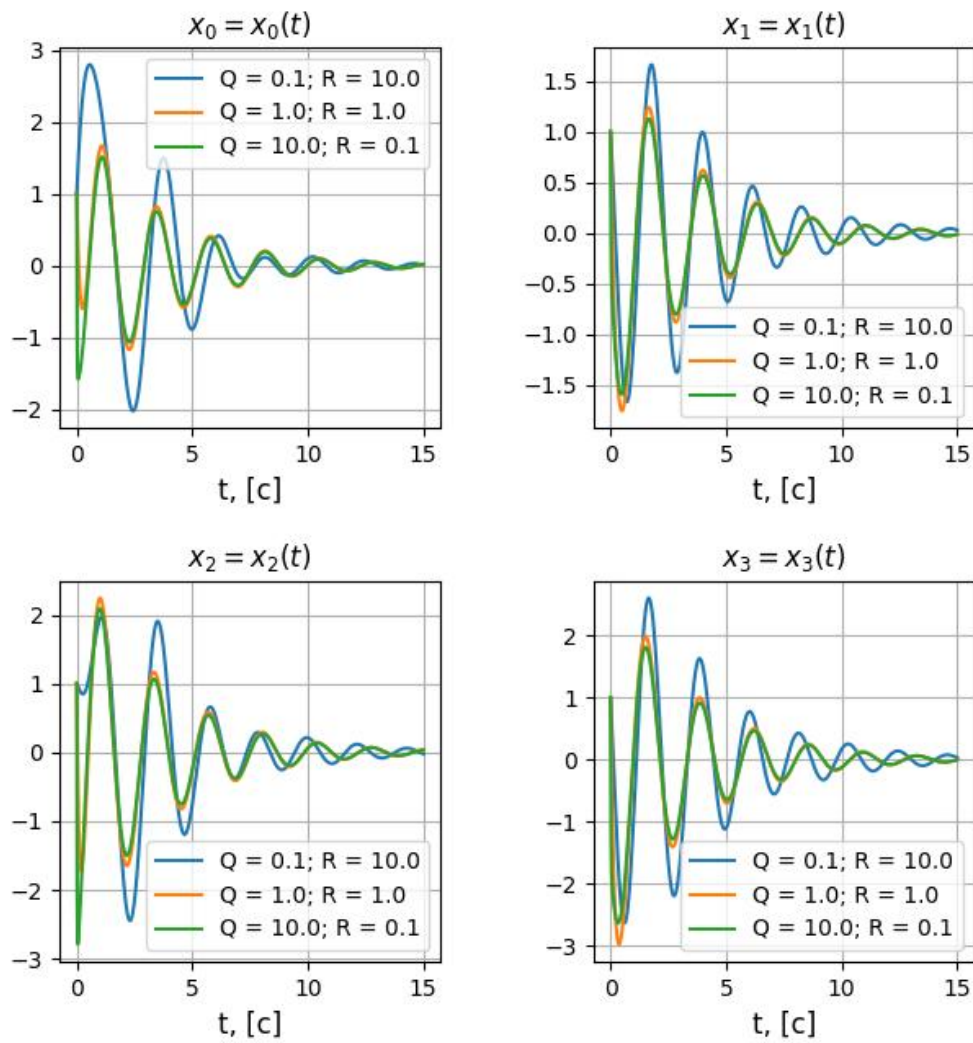 x₀ = x₀(t)
3
2
1
0
−1
−2
0 5 10 15
Q = 0.1; R = 10.0
Q = 1.0; R = 1.0
Q = 10.0; R = 0.1
t, [c]
x₁ = x₁(t)
1.5
1.0
0.5
0.0
−0.5
−1.0
−1.5
0 5 10 15
Q = 0.1; R = 10.0
Q = 1.0; R = 1.0
Q = 10.0; R = 0.1
t, [c]
x₂ = x₂(t)
2
1
0
−1
−2
−3
0 5 10 15
Q = 0.1; R = 10.0
Q = 1.0; R = 1.0
Q = 10.0; R = 0.1
t, [c]
x₃ = x₃(t)
2
1
0
−1
−2
−3
0 5 10 15
Q = 0.1; R = 10.0
Q = 1.0; R = 1.0
Q = 10.0; R = 0.1
t, [c]